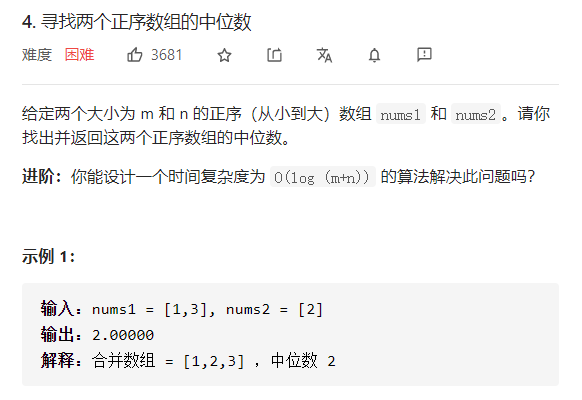 4. 寻找两个正序数组的中位数
难度 困难 3681
给定两个大小为 m 和 n 的正序（从小到大）数组 nums1 和 nums2。请你
找出并返回这两个正序数组的中位数。
进阶：你能设计一个时间复杂度为 O(log (m+n)) 的算法解决此问题吗？
示例 1：
输入：nums1 = [1,3], nums2 = [2]
输出：2.00000
解释：合并数组 = [1,2,3] ，中位数 2